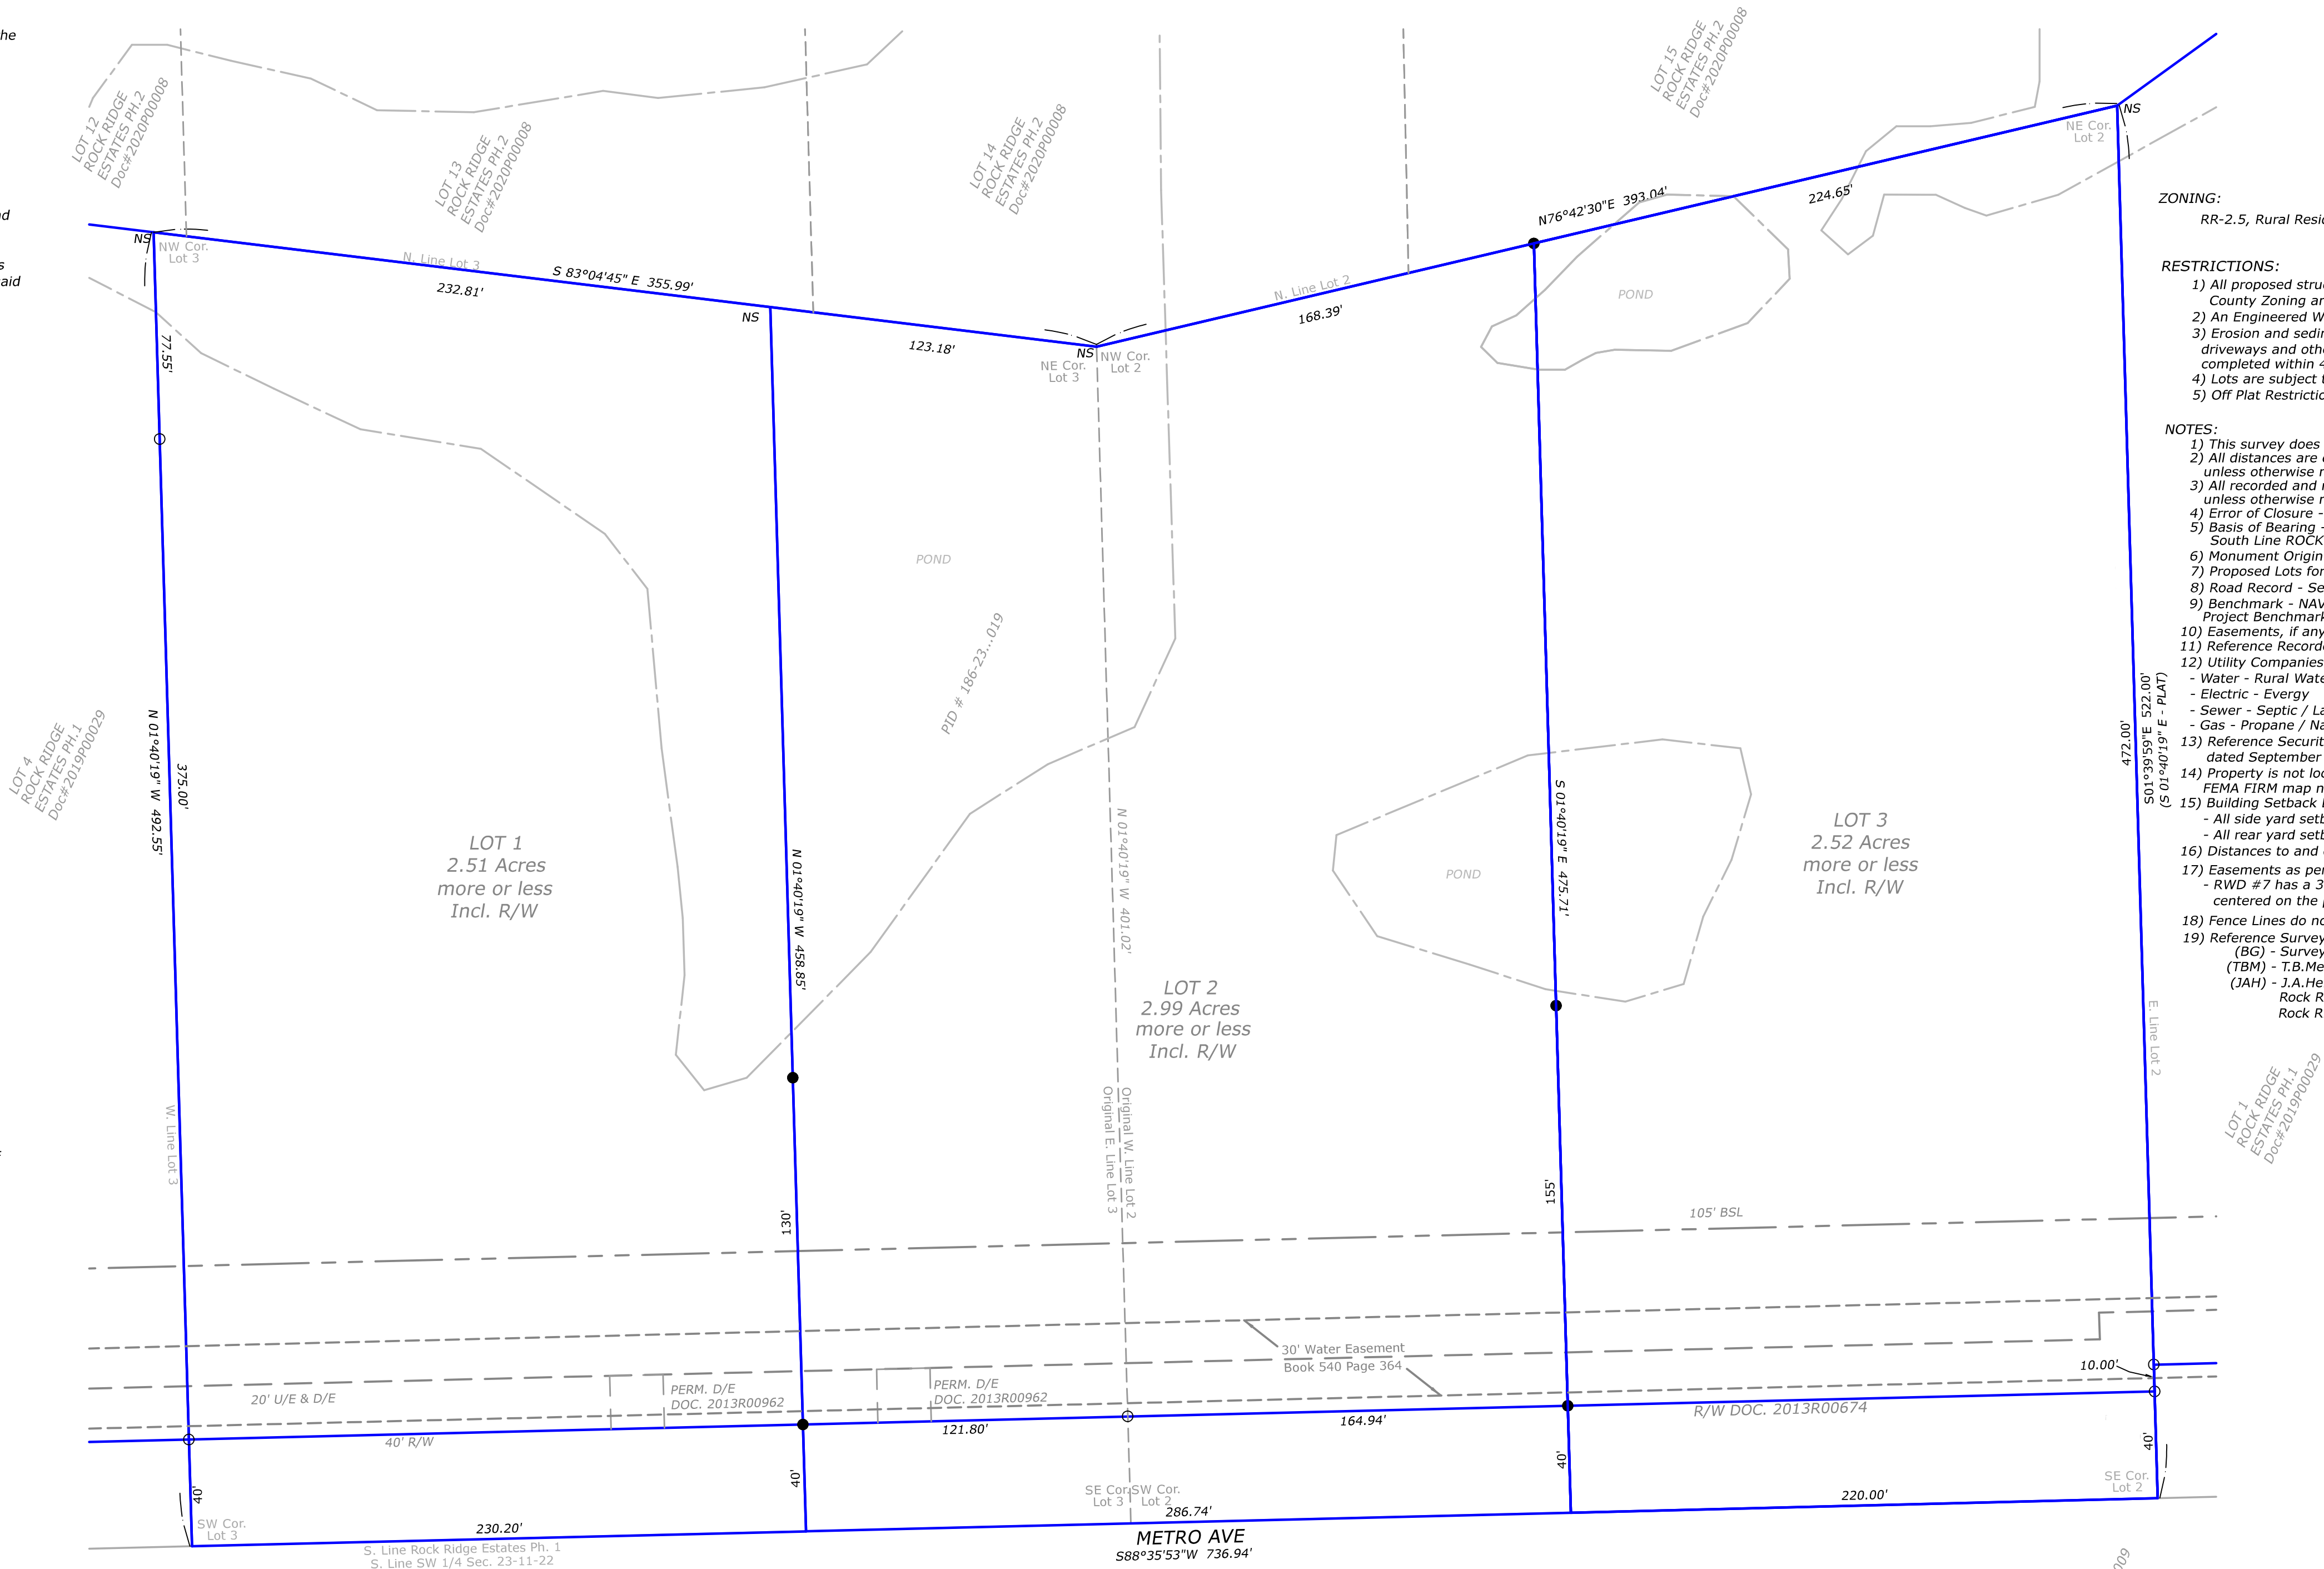 he
nd
s
aid
LOT 12
ROCK RIDGE
ESTATES PH.2
Doc#2020P00008
LOT 13
ROCK RIDGE
ESTATES PH.2
Doc#2020P00008
LOT 14
ROCK RIDGE
ESTATES PH.2
Doc#2020P00008
LOT 15
ROCK RIDGE
ESTATES PH.2
Doc#2020P00008
NS
NE Cor.
Lot 2
N76°42'30"E 393.04'
224.65'
NS
NW Cor.
Lot 3
N. Line Lot 3
S 83°04'45" E 355.99'
232.81'
N. Line Lot 2
168.39'
POND
NS
123.18'
NS
NE Cor.
Lot 3
NW Cor.
Lot 2
77.55'
POND
PID # 186-23...019
LOT 4
ROCK RIDGE
ESTATES PH.1
Doc#2019P00029
N 01°40'19" W 492.55'
375.00'
LOT 1
2.51 Acres
more or less
Incl. R/W
N 01°40'19" W 458.85'
N 01°40'19" W 401.02'
LOT 2
2.99 Acres
more or less
Incl. R/W
POND
S 01°40'19" E 475.71'
LOT 3
2.52 Acres
more or less
Incl. R/W
472.00'
S01°39'59"E 522.00'
(S 01°40'19" E - PLAT)
ZONING:
RR-2.5, Rural Resi
RESTRICTIONS:
1) All proposed stru
County Zoning a
2) An Engineered W
3) Erosion and sedi
driveways and oth
completed within 4
4) Lots are subject t
5) Off Plat Restrictio
NOTES:
1) This survey does
2) All distances are
unless otherwise
3) All recorded and
unless otherwise
4) Error of Closure -
5) Basis of Bearing -
South Line ROCK
6) Monument Origin
7) Proposed Lots for
8) Road Record - Se
9) Benchmark - NAV
Project Benchmark
10) Easements, if any
11) Reference Record
12) Utility Companies
- Water - Rural Wate
- Electric - Evergy
- Sewer - Septic / La
- Gas - Propane / Na
13) Reference Securit
dated September
14) Property is not loc
FEMA FIRM map n
15) Building Setback
- All side yard setb
- All rear yard setb
16) Distances to and
17) Easements as per
- RWD #7 has a 3
centered on the
18) Fence Lines do no
19) Reference Survey
(BG) - Survey
(TBM) - T.B.Me
(JAH) - J.A.He
Rock R
Rock R
E. Line Lot 2
LOT 1
ROCK RIDGE
ESTATES PH.1
Doc#2019P00029
W. Line Lot 3
Original E. Line Lot 3
Original W. Line Lot 2
130'
155'
105' BSL
30' Water Easement
Book 540 Page 364
10.00'
20' U/E & D/E
PERM. D/E
DOC. 2013R00962
PERM. D/E
DOC. 2013R00962
121.80'
164.94'
R/W DOC. 2013R00674
40' R/W
40'
40'
40'
40'
SW Cor.
Lot 3
SE Cor.
Lot 3
SW Cor.
Lot 2
SE Cor.
Lot 2
230.20'
286.74'
220.00'
METRO AVE
S88°35'53"W 736.94'
S. Line Rock Ridge Estates Ph. 1
S. Line SW 1/4 Sec. 23-11-22
009